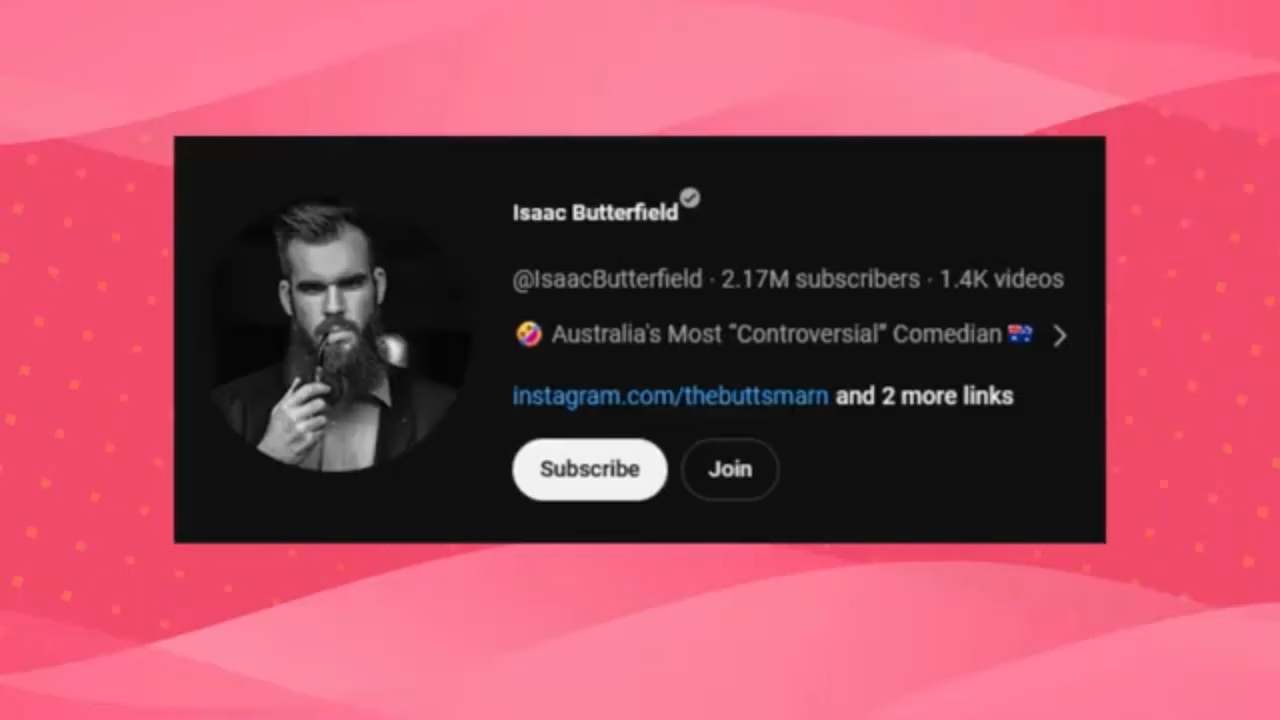 Isaac Butterfield
@IsaacButterfield · 2.17M subscribers · 1.4K videos
🤣 Australia's Most "Controversial" Comedian 🇦🇺
instagram.com/thebuttsmarn and 2 more links
Subscribe Join